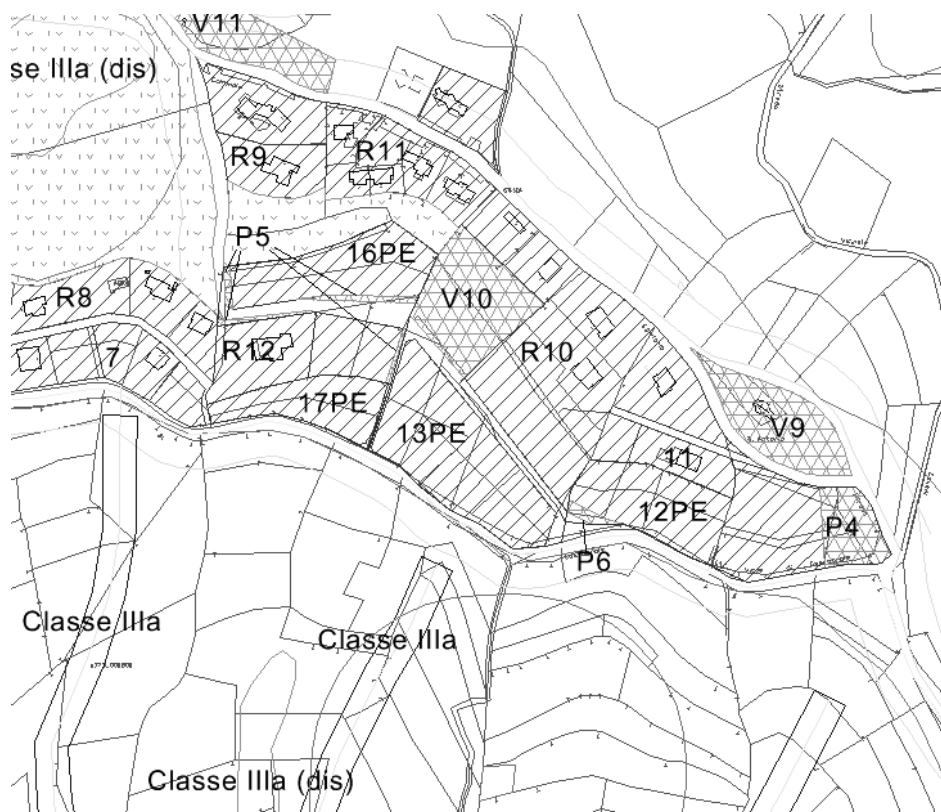 V11
se IIIa (dis)
R9
R11
P5
16PE
R8
V10
R12
R10
7
17PE
13PE
V9
11
12PE
P4
P6
Classe IIIa
Classe IIIa
Classe IIIa (dis)